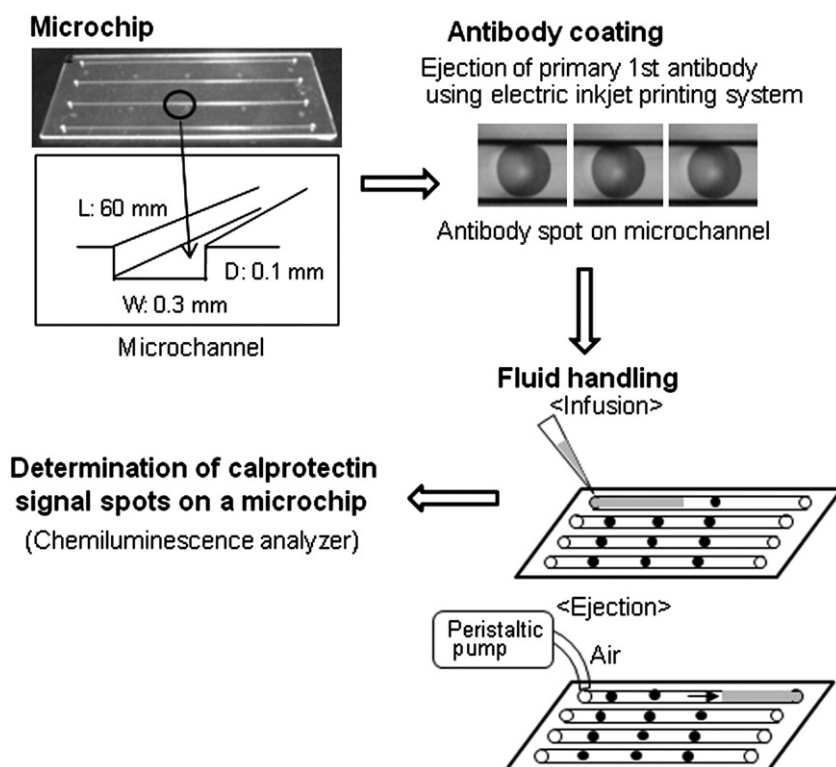 Microchip
L: 60 mm
D: 0.1 mm
W: 0.3 mm
Microchannel
Antibody coating
Ejection of primary 1st antibody
using electric inkjet printing system
Antibody spot on microchannel
Fluid handling
<Infusion>
Determination of calprotectin
signal spots on a microchip
(Chemiluminescence analyzer)
<Ejection>
Peristaltic
pump
Air